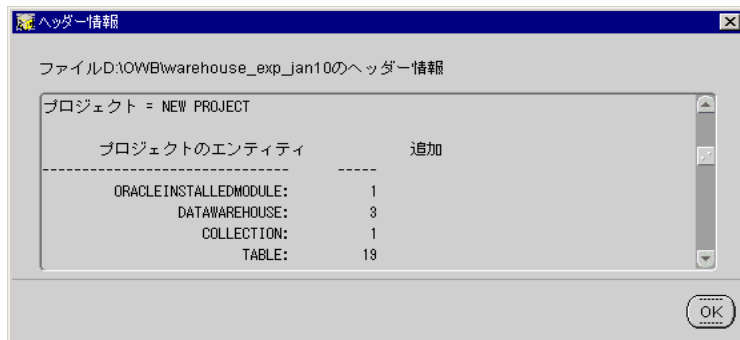 ヘッダー情報
ファイルD:\OWB\warehouse_exp_jan10のヘッダー情報
プロジェクト = NEW PROJECT
プロジェクトのエンティティ 追加
------------------------------ -----
ORACLEINSTALLEDMODULE: 1
DATAWAREHOUSE: 3
COLLECTION: 1
TABLE: 19
OK